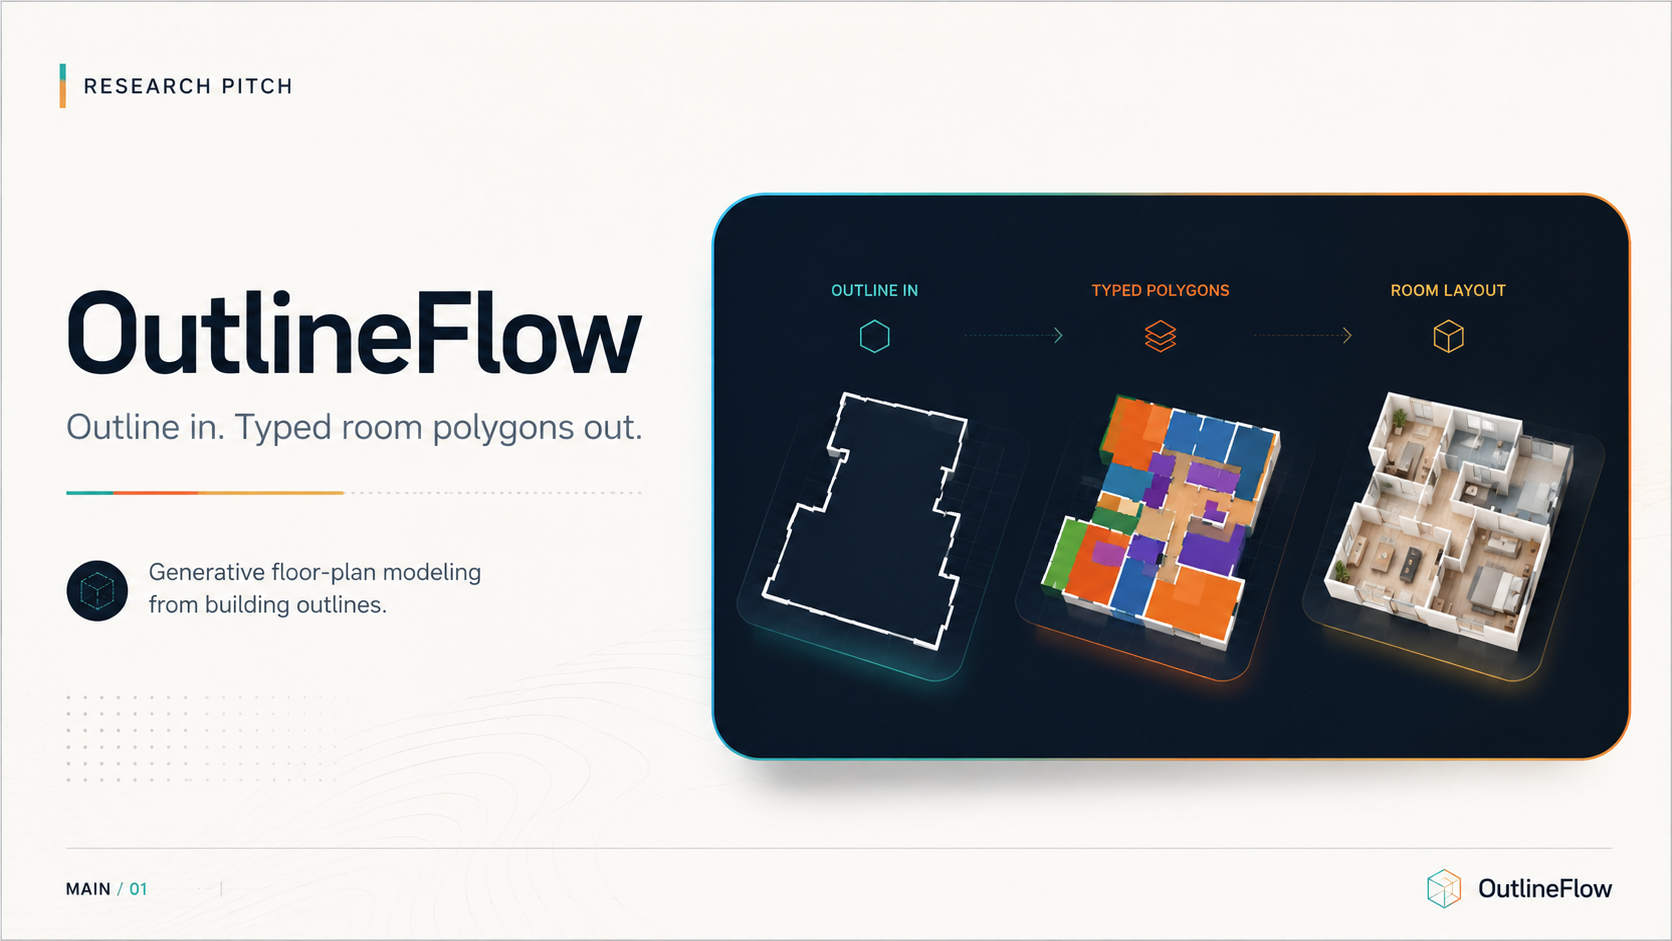 RESEARCH PITCH
OutlineFlow
Outline in. Typed room polygons out.
Generative floor-plan modeling
from building outlines.
OUTLINE IN
TYPED POLYGONS
ROOM LAYOUT
MAIN / 01
OutlineFlow